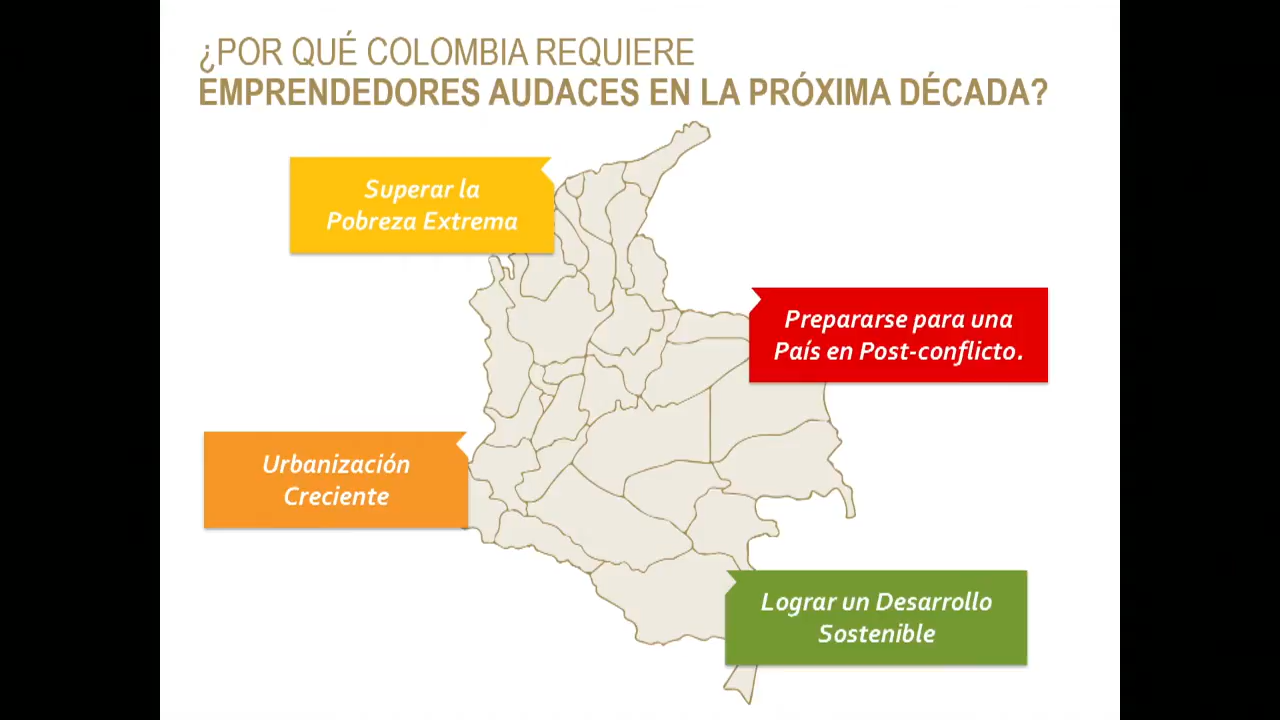 ¿POR QUÉ COLOMBIA REQUIERE
EMPRENDEDORES AUDACES EN LA PRÓXIMA DÉCADA?
Superar la
Pobreza Extrema
Prepararse para una
País en Post-conflicto.
Urbanización
Creciente
Lograr un Desarrollo
Sostenible